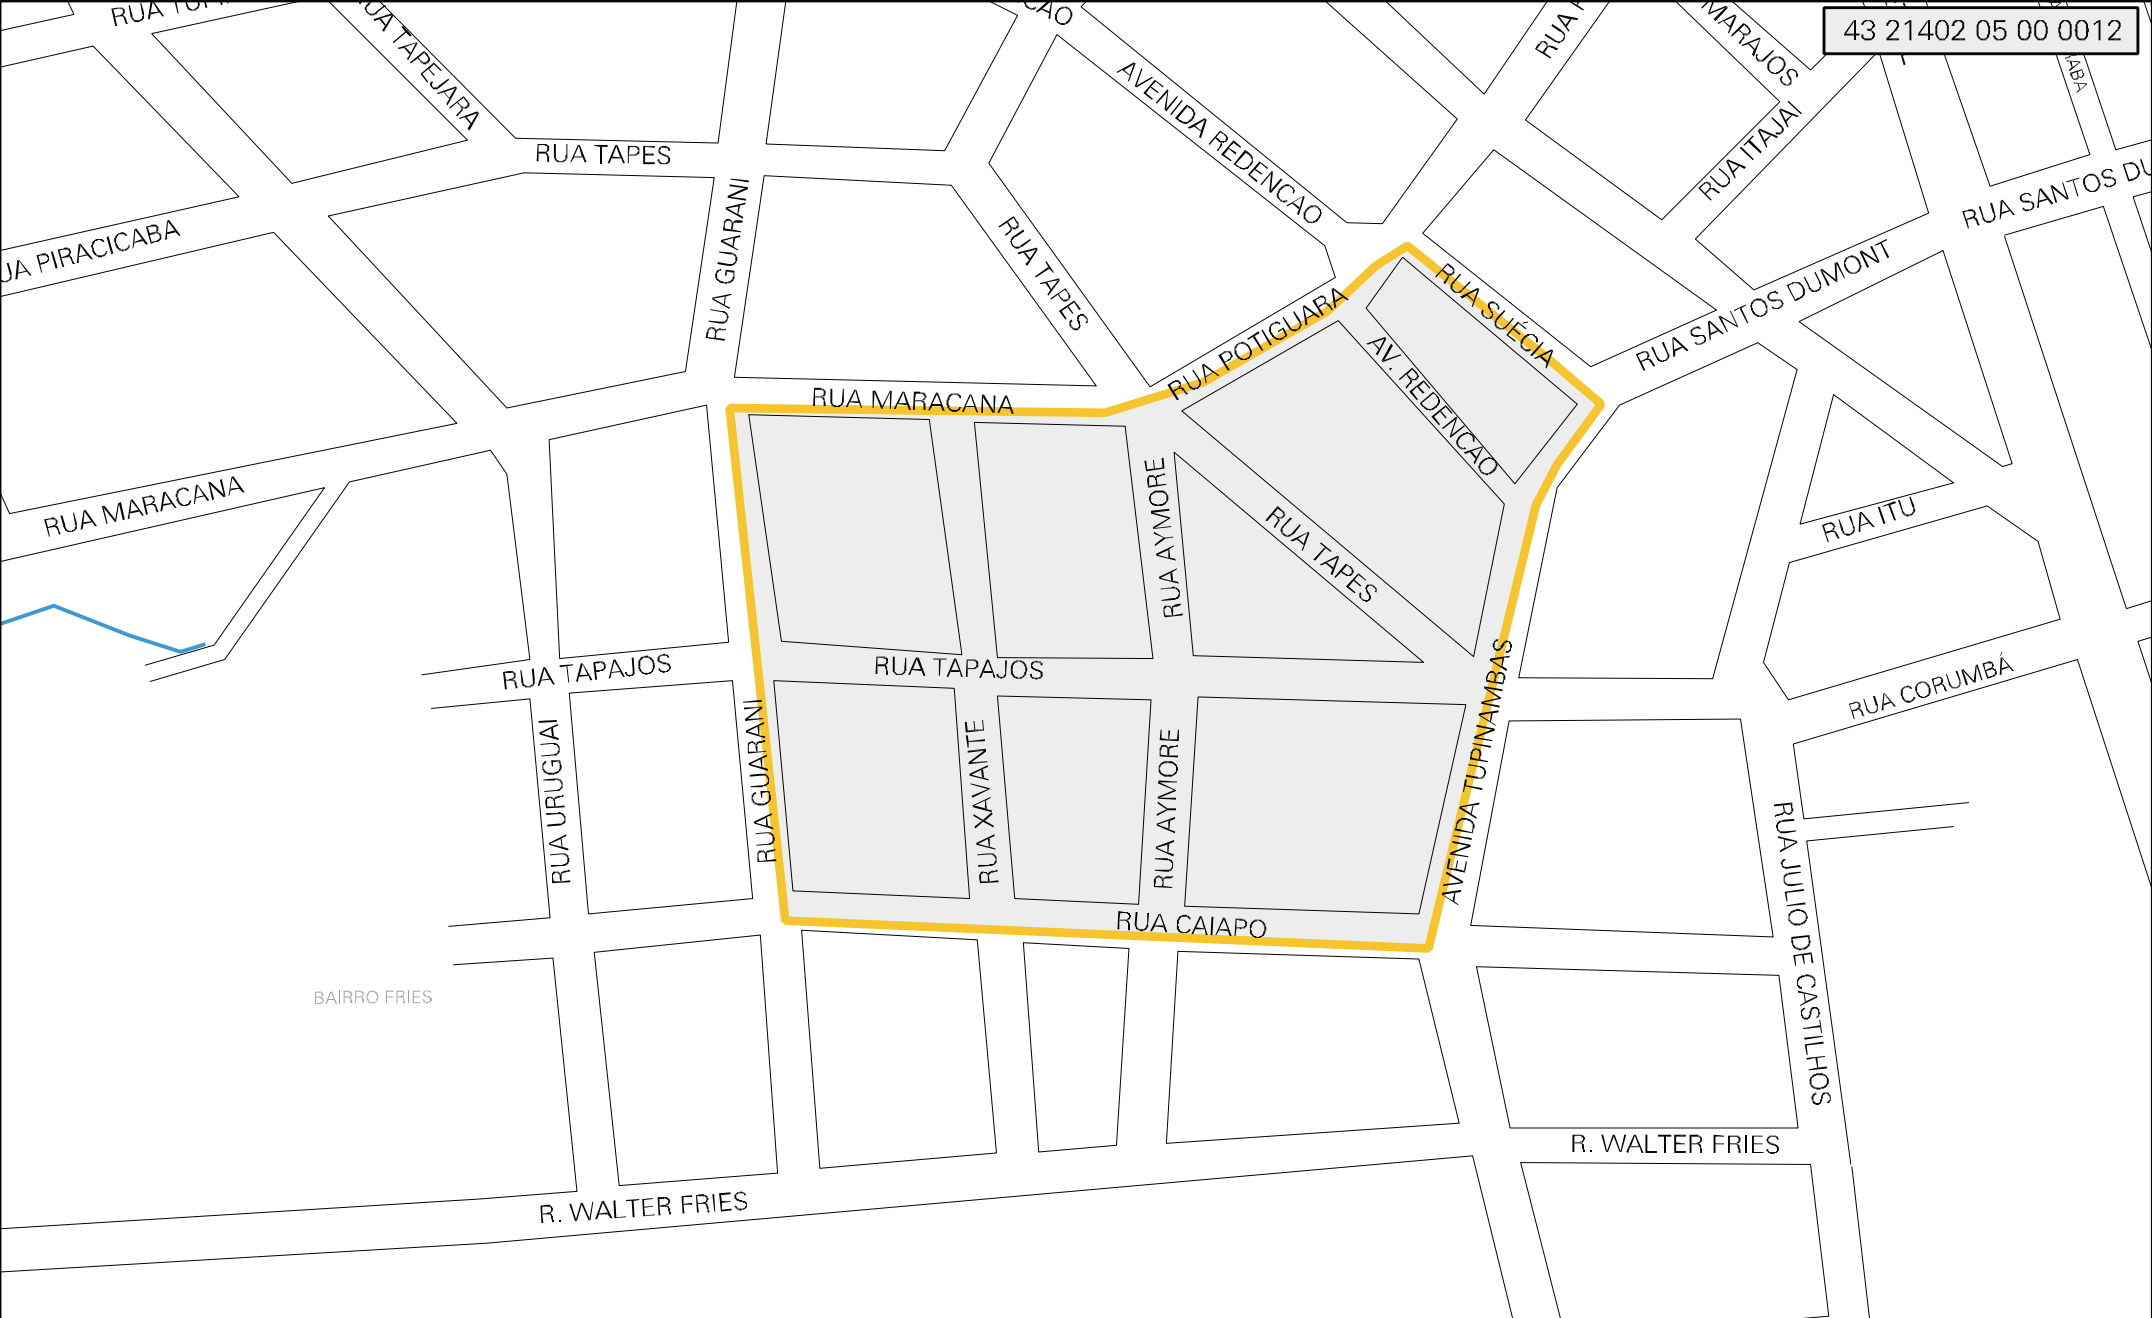 43 21402 05 00 0012
RUA TAPEJARA
MARAJOS
AVENIDA REDENCAO
RUA TAPES
RUA ITAJAI
RUA SANTOS
RUA PIRACICABA
RUA GUARANI
RUA TAPES
RUA SANTOS DUMONT
RUA SUÉCIA
RUA POTIGUARA
AV. REDENCAO
RUA MARACANA
RUA MARACANA
RUA AYMORE
RUA TAPES
RUA ITU
RUA TAPAJOS
RUA TAPAJOS
RUA CORUMBÁ
AVENIDA TUPINAMBAS
RUA URUGUAI
RUA GUARANI
RUA XAVANTE
RUA AYMORE
RUA JULIO DE CASTILHOS
RUA CAIAPO
BAIRRO FRIES
R. WALTER FRIES
R. WALTER FRIES